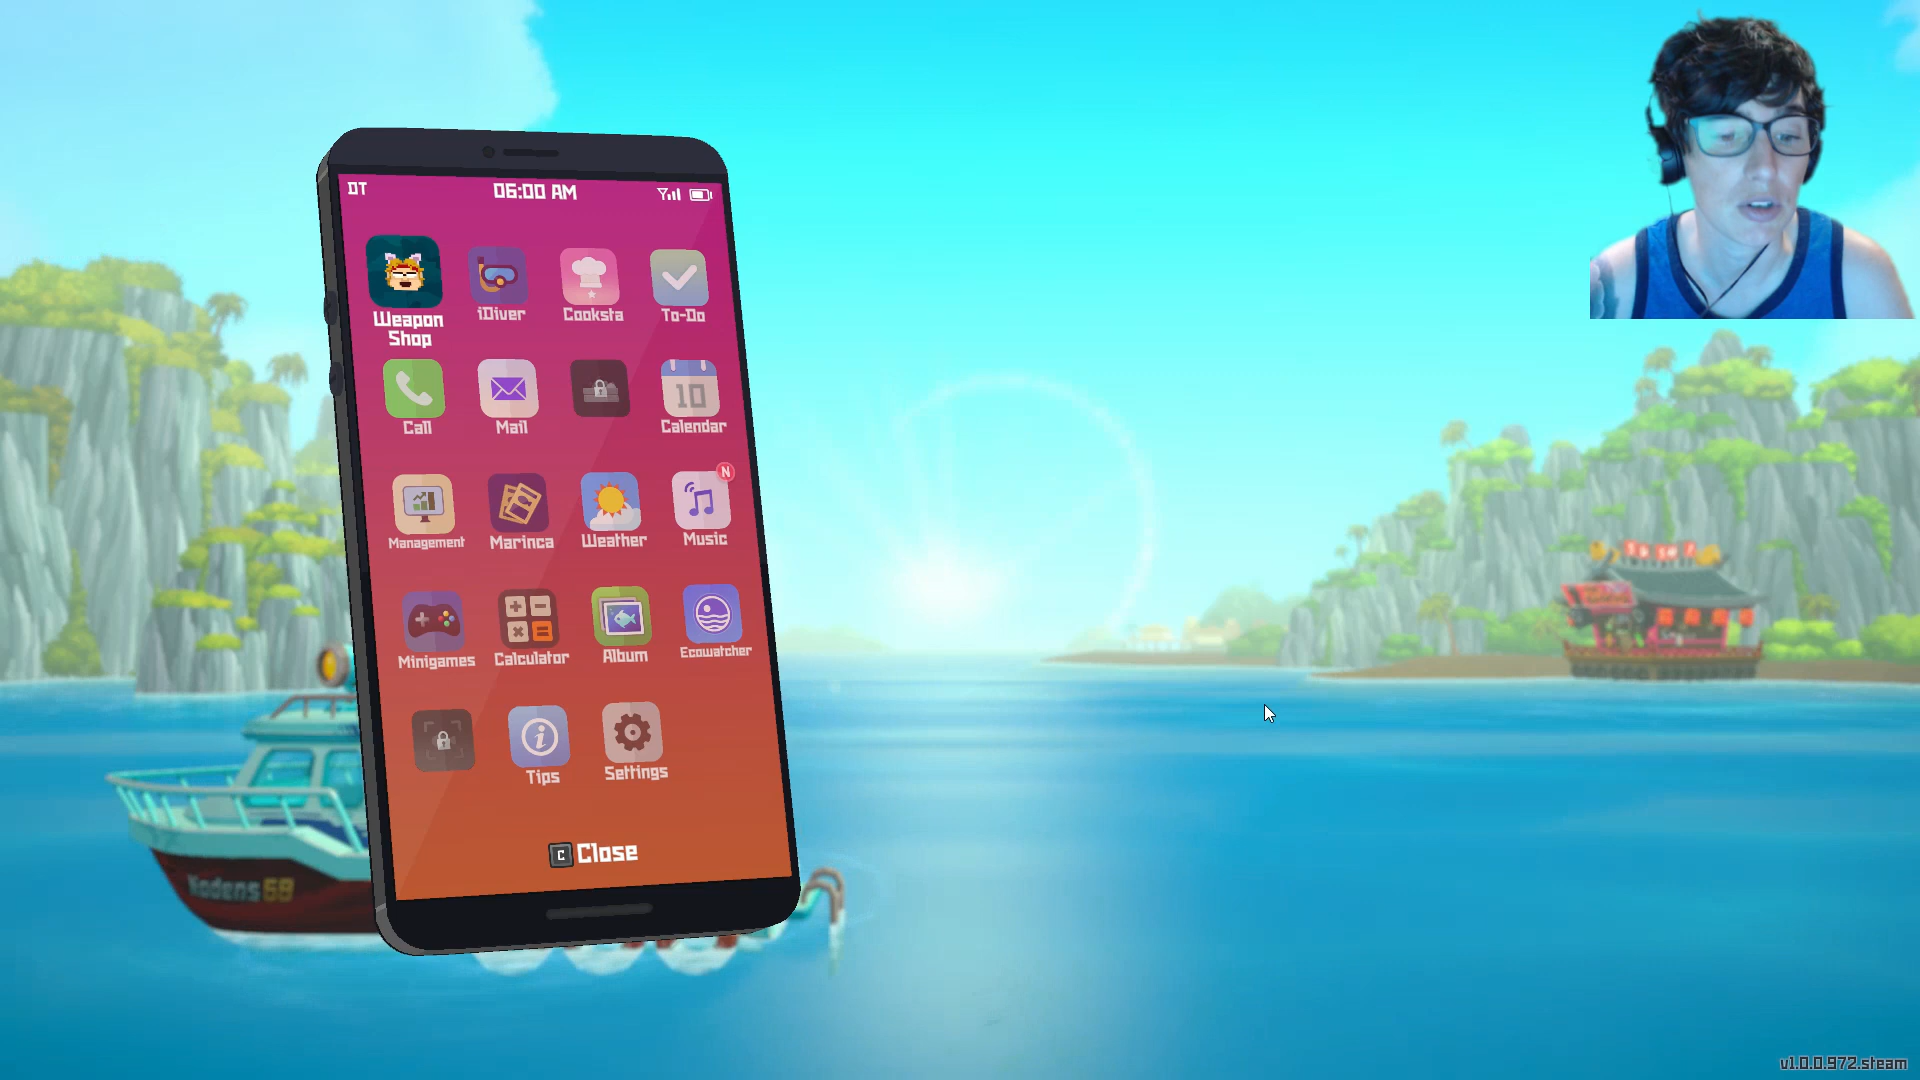 DT 06:00 AM
Weapon
Shop
iDiver
Cooksta
To-Do
Call
Mail
10
Calendar
Management
Marinca
Weather
N
Music
Minigames
Calculator
Album
Ecowatcher
Tips
Settings
C Close
SUSHI
v1.0.0.972.steam